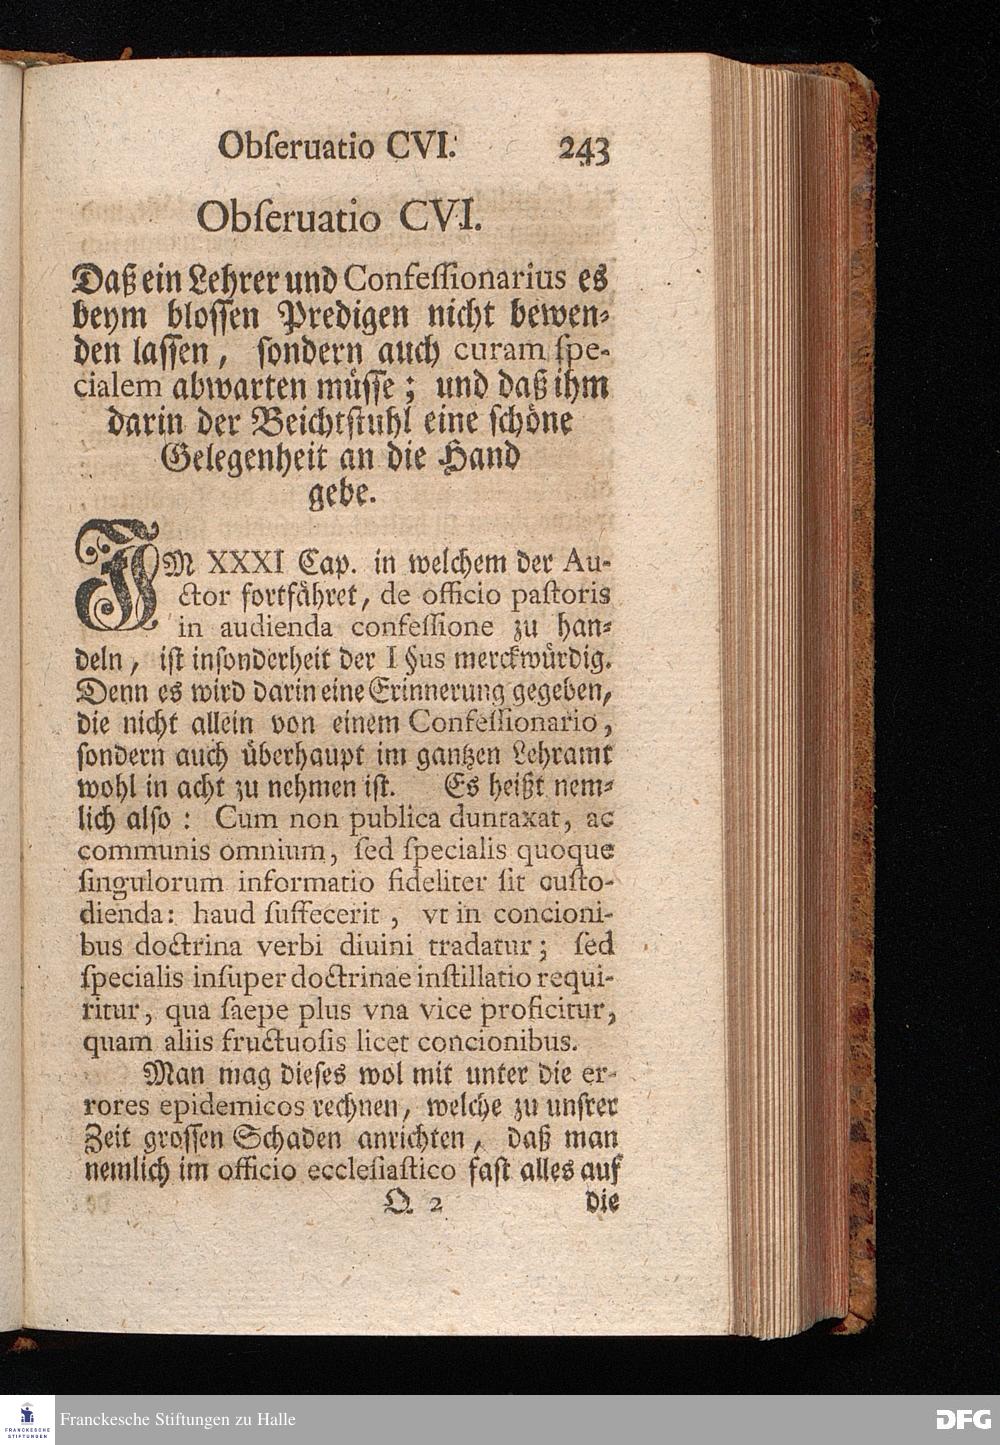 Obſeruatio CVI. 243
Obſeruatio CVI.
Daß ein Lehrer und Confeſſionarius es
beym bloſſen Predigen nicht bewen⸗
den laſſen, ſondern auch curam ſpe-
cialem abwarten müſſe; und daß ihm
darin der Beichtſtuhl eine ſchöne
Gelegenheit an die Hand
gebe.
IM XXXI Cap. in welchem der Au-
ctor fortfähret, de officio paſtoris
in audienda confeſſione zu han⸗
deln, iſt inſonderheit der I §us merckwürdig.
Denn es wird darin eine Erinnerung gegeben,
die nicht allein von einem Confeſſionario,
ſondern auch überhaupt im gantzen Lehramt
wohl in acht zu nehmen iſt. Es heißt nem⸗
lich alſo: Cum non publica duntaxat, ac
communis omnium, ſed ſpecialis quoque
ſingulorum informatio fideliter ſit cuſto-
dienda: haud ſuffecerit, vt in concioni-
bus doctrina verbi diuini tradatur; ſed
ſpecialis inſuper doctrinae inſtillatio requi-
ritur, qua ſaepe plus vna vice proficitur,
quam aliis fructuoſis licet concionibus.
Man mag dieſes wol mit unter die er-
rores epidemicos rechnen, welche zu unſrer
Zeit groſſen Schaden anrichten, daß man
nemlich im officio eccleſiaſtico faſt alles auf
Q 2 die
Franckesche Stiftungen zu Halle
FRANCKESCHE
STIFTUNGEN
DFG